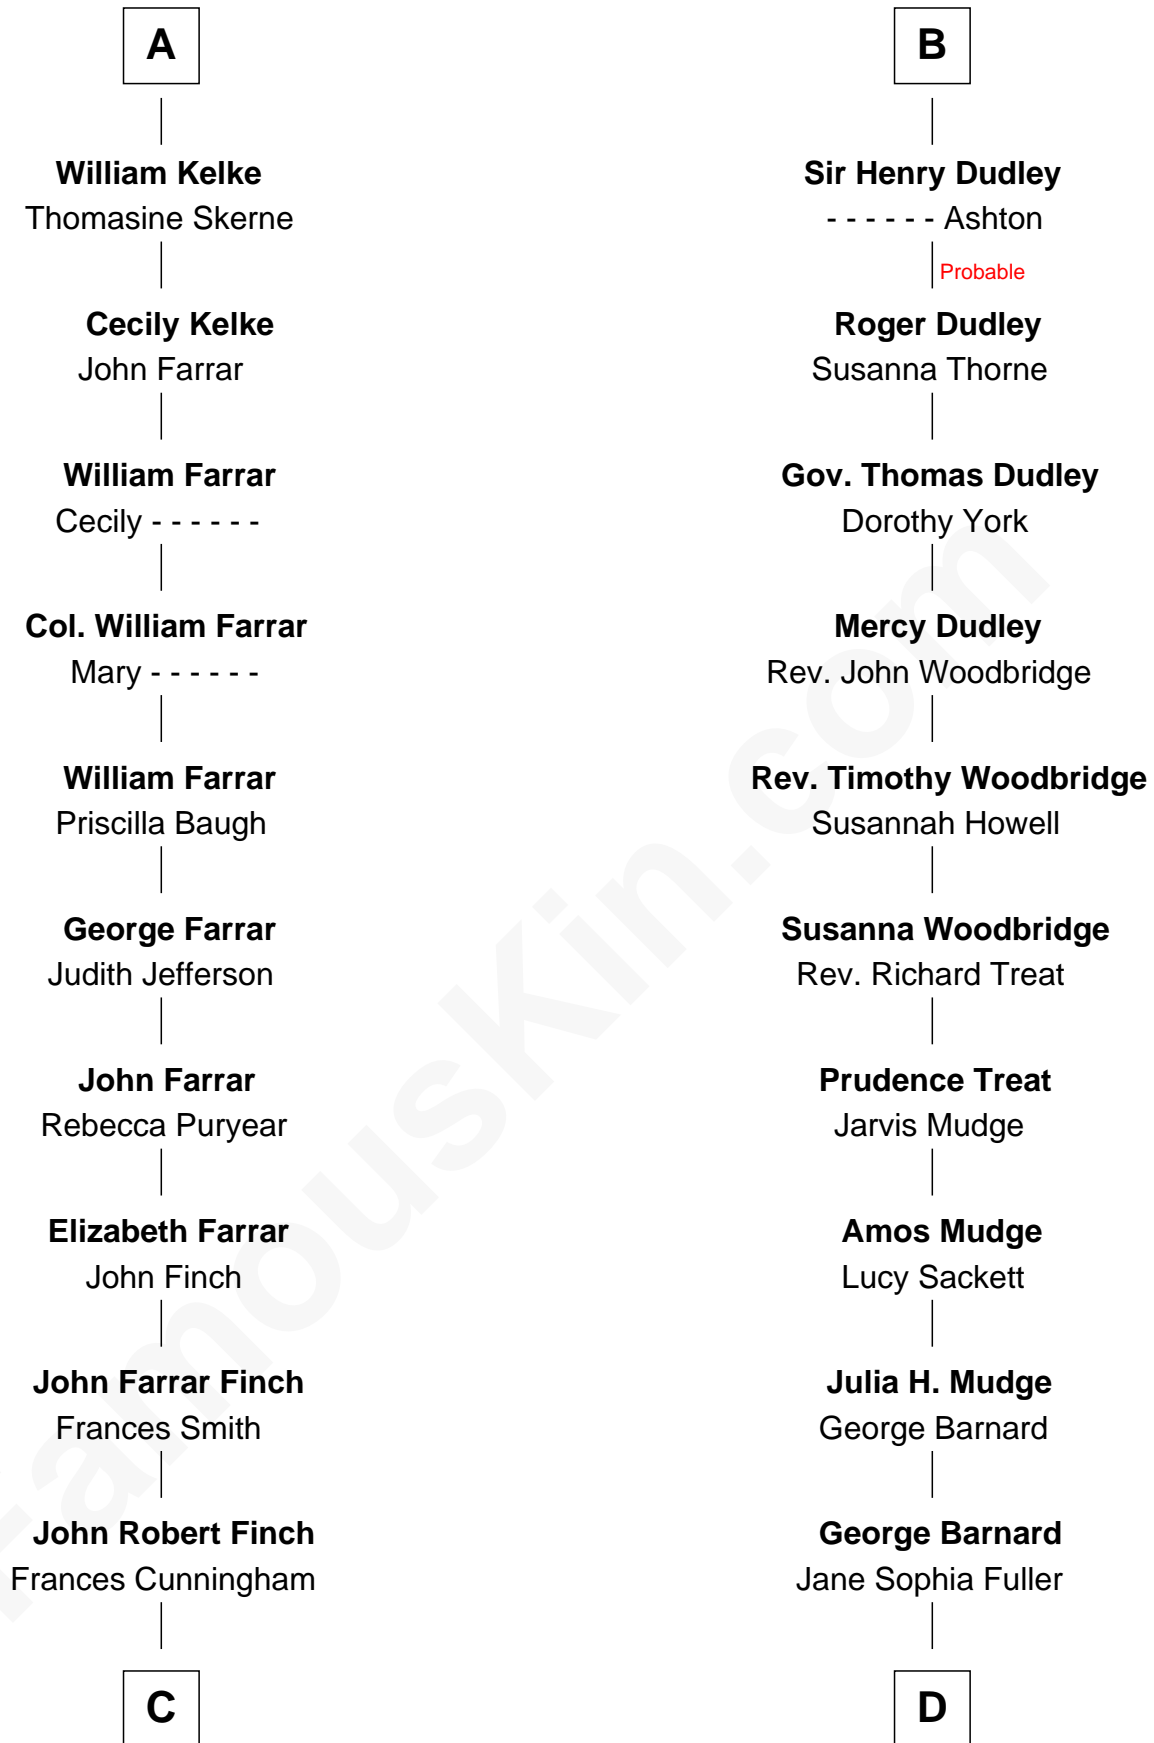 A
William Kelke
Thomasine Skerne
Cecily Kelke
John Farrar
William Farrar
Cecily - - - - - -
Col. William Farrar
Mary - - - - - -
William Farrar
Priscilla Baugh
George Farrar
Judith Jefferson
John Farrar
Rebecca Puryear
Elizabeth Farrar
John Finch
John Farrar Finch
Frances Smith
John Robert Finch
Frances Cunningham
C
B
Sir Henry Dudley
- - - - - - Ashton
Probable
Roger Dudley
Susanna Thorne
Gov. Thomas Dudley
Dorothy York
Mercy Dudley
Rev. John Woodbridge
Rev. Timothy Woodbridge
Susannah Howell
Susanna Woodbridge
Rev. Richard Treat
Prudence Treat
Jarvis Mudge
Amos Mudge
Lucy Sackett
Julia H. Mudge
George Barnard
George Barnard
Jane Sophia Fuller
D
FamousKin.com